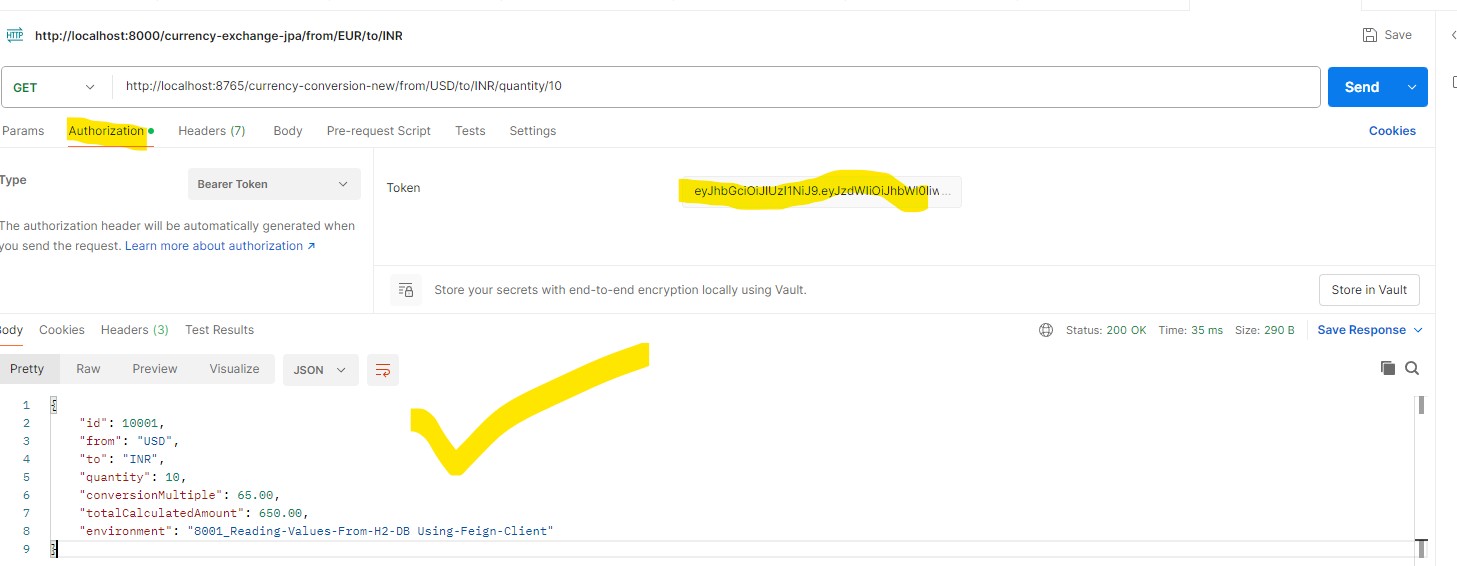 HTTP http://localhost:8000/currency-exchange-jpa/from/EUR/to/INR Save
GET http://localhost:8765/currency-conversion-new/from/USD/to/INR/quantity/10 Send
Params Authorization Headers (7) Body Pre-request Script Tests Settings Cookies
Type Bearer Token Token eyJhbGciOiJIUzI1NiJ9.eyJzdWIiOiJhbWl0Iiw...
The authorization header will be automatically generated when
you send the request. Learn more about authorization ↗
Store your secrets with end-to-end encryption locally using Vault. Store in Vault
Body Cookies Headers (3) Test Results Status: 200 OK Time: 35 ms Size: 290 B Save Response
Pretty Raw Preview Visualize JSON
1 {
2 "id": 10001,
3 "from": "USD",
4 "to": "INR",
5 "quantity": 10,
6 "conversionMultiple": 65.00,
7 "totalCalculatedAmount": 650.00,
8 "environment": "8001_Reading-Values-From-H2-DB Using-Feign-Client"
9 }